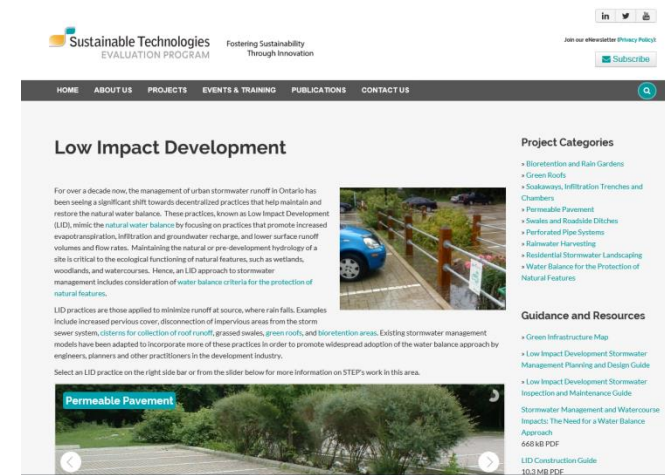 Sustainable Technologies
EVALUATION PROGRAM
Fostering Sustainability
Through Innovation
Join our eNewsletter (Privacy Policy):
Subscribe
HOME ABOUT US PROJECTS EVENTS & TRAINING PUBLICATIONS CONTACT US
Low Impact Development
For over a decade now, the management of urban stormwater runoff in Ontario has
been seeing a significant shift towards decentralized practices that help maintain and
restore the natural water balance. These practices, known as Low Impact Development
(LID), mimic the natural water balance by focusing on practices that promote increased
evapotranspiration, infiltration and groundwater recharge, and lower surface runoff
volumes and flow rates. Maintaining the natural or pre-development hydrology of a
site is critical to the ecological functioning of natural features, such as wetlands,
woodlands, and watercourses. Hence, an LID approach to stormwater
management includes consideration of water balance criteria for the protection of
natural features.
LID practices are those applied to minimize runoff at source, where rain falls. Examples
include increased pervious cover, disconnection of impervious areas from the storm
sewer system, cisterns for collection of roof runoff, grassed swales, green roofs, and bioretention areas. Existing stormwater management
models have been adapted to incorporate more of these practices in order to promote widespread adoption of the water balance approach by
engineers, planners and other practitioners in the development industry.
Select an LID practice on the right side bar or from the slider below for more information on STEP's work in this area.
Permeable Pavement
Project Categories
» Bioretention and Rain Gardens
» Green Roofs
» Soakaways, Infiltration Trenches and
Chambers
» Permeable Pavement
» Swales and Roadside Ditches
» Perforated Pipe Systems
» Rainwater Harvesting
» Residential Stormwater Landscaping
» Water Balance for the Protection of
Natural Features
Guidance and Resources
» Green Infrastructure Map
» Low Impact Development Stormwater
Management Planning and Design Guide
» Low Impact Development Stormwater
Inspection and Maintenance Guide
Stormwater Management and Watercourse
Impacts: The Need for a Water Balance
Approach
668 kB PDF
LID Construction Guide
10.3 MB PDF